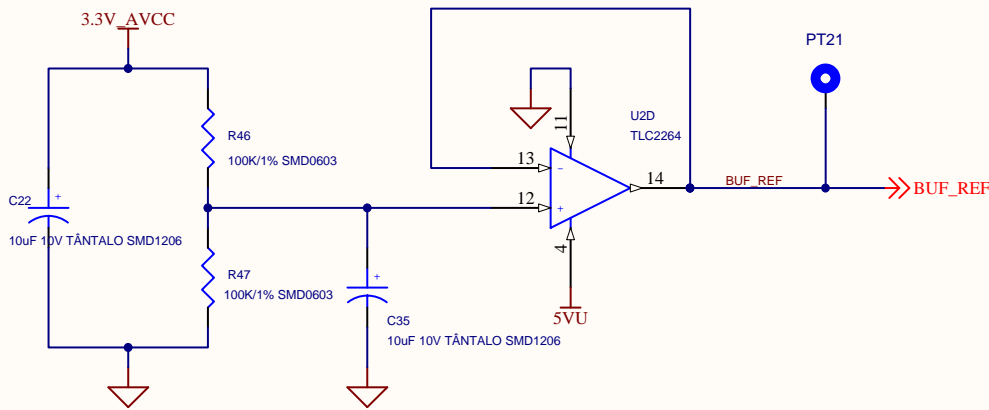 3.3V_AVCC
PT21
U2D
TLC2264
11
R46
100K/1% SMD0603
13
14
BUF_REF
BUF_REF
12
C22
10uF 10V TÂNTALO SMD1206
4
R47
100K/1% SMD0603
5VU
C35
10uF 10V TÂNTALO SMD1206